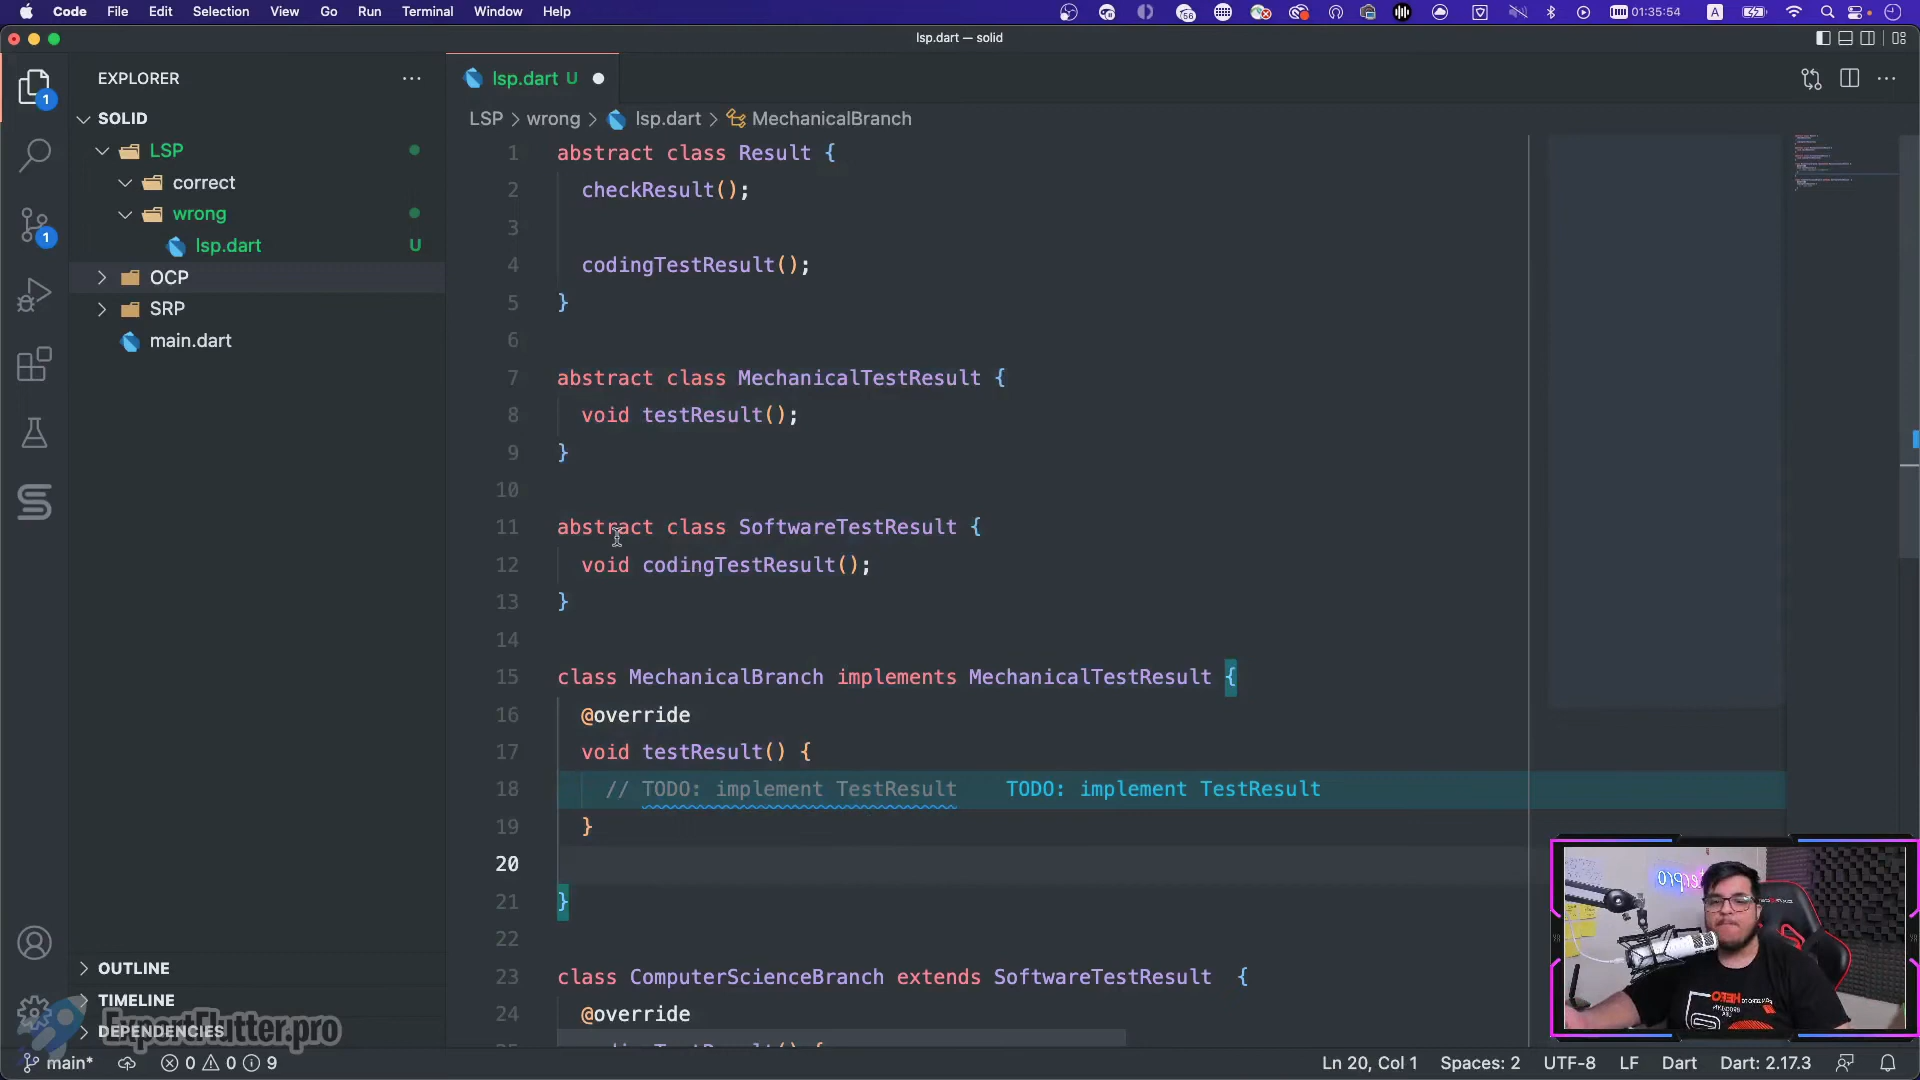 Code File Edit Selection View Go Run Terminal Window Help 56 01:35:54 A
lsp.dart — solid
EXPLORER
SOLID
LSP
correct
wrong
lsp.dart U
OCP
SRP
main.dart
OUTLINE
TIMELINE
DEPENDENCIES
ExpertFlutter.pro
1
1
lsp.dart U
LSP > wrong > lsp.dart > MechanicalBranch
1 abstract class Result {
2 checkResult();
3
4 codingTestResult();
5 }
6
7 abstract class MechanicalTestResult {
8 void testResult();
9 }
10
11 abstract class SoftwareTestResult {
12 void codingTestResult();
13 }
14
15 class MechanicalBranch implements MechanicalTestResult {
16 @override
17 void testResult() {
18 // TODO: implement TestResult TODO: implement TestResult
19 }
20
21 }
22
23 class ComputerScienceBranch extends SoftwareTestResult {
24 @override
main* 0 0 9 Ln 20, Col 1 Spaces: 2 UTF-8 LF Dart Dart: 2.17.3